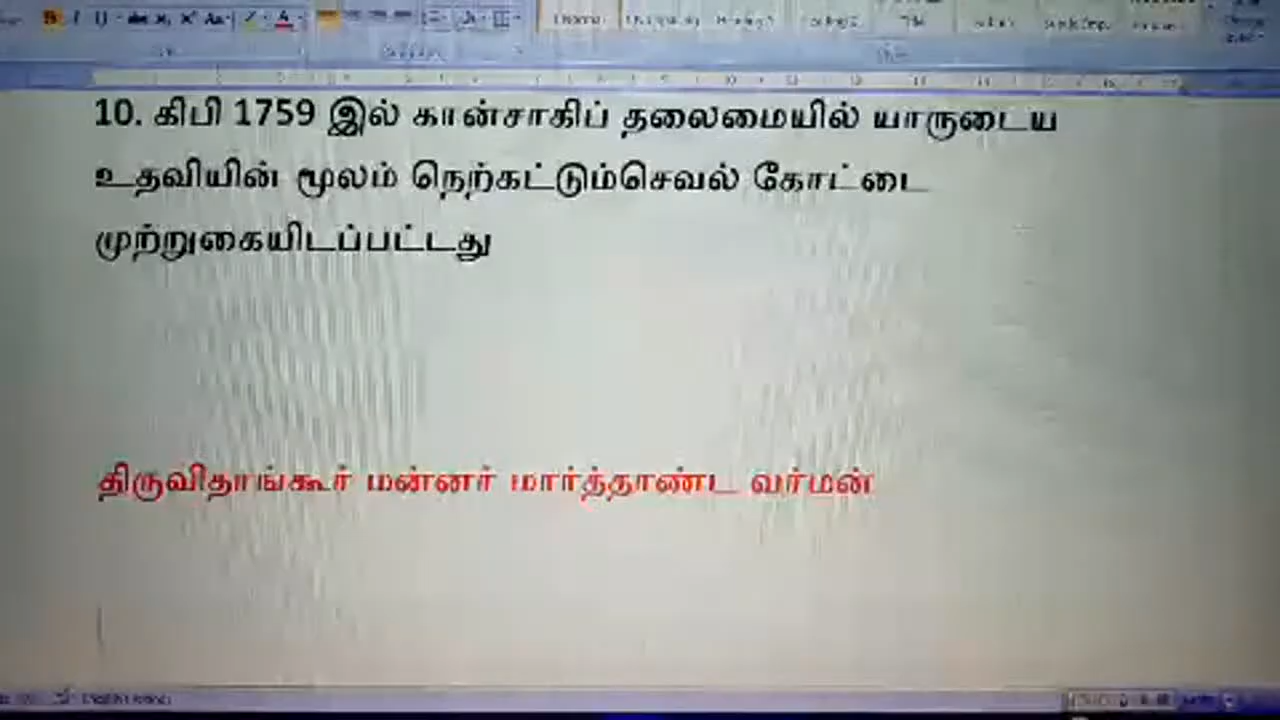 10. கிபி 1759 இல் கான்சாகிப் தலைமையில் யாருடைய
உதவியின் மூலம் நெற்கட்டும்செவல் கோட்டை
முற்றுகையிடப்பட்டது
திருவிதாங்கூர் மன்னர் மார்த்தாண்ட வர்மன்